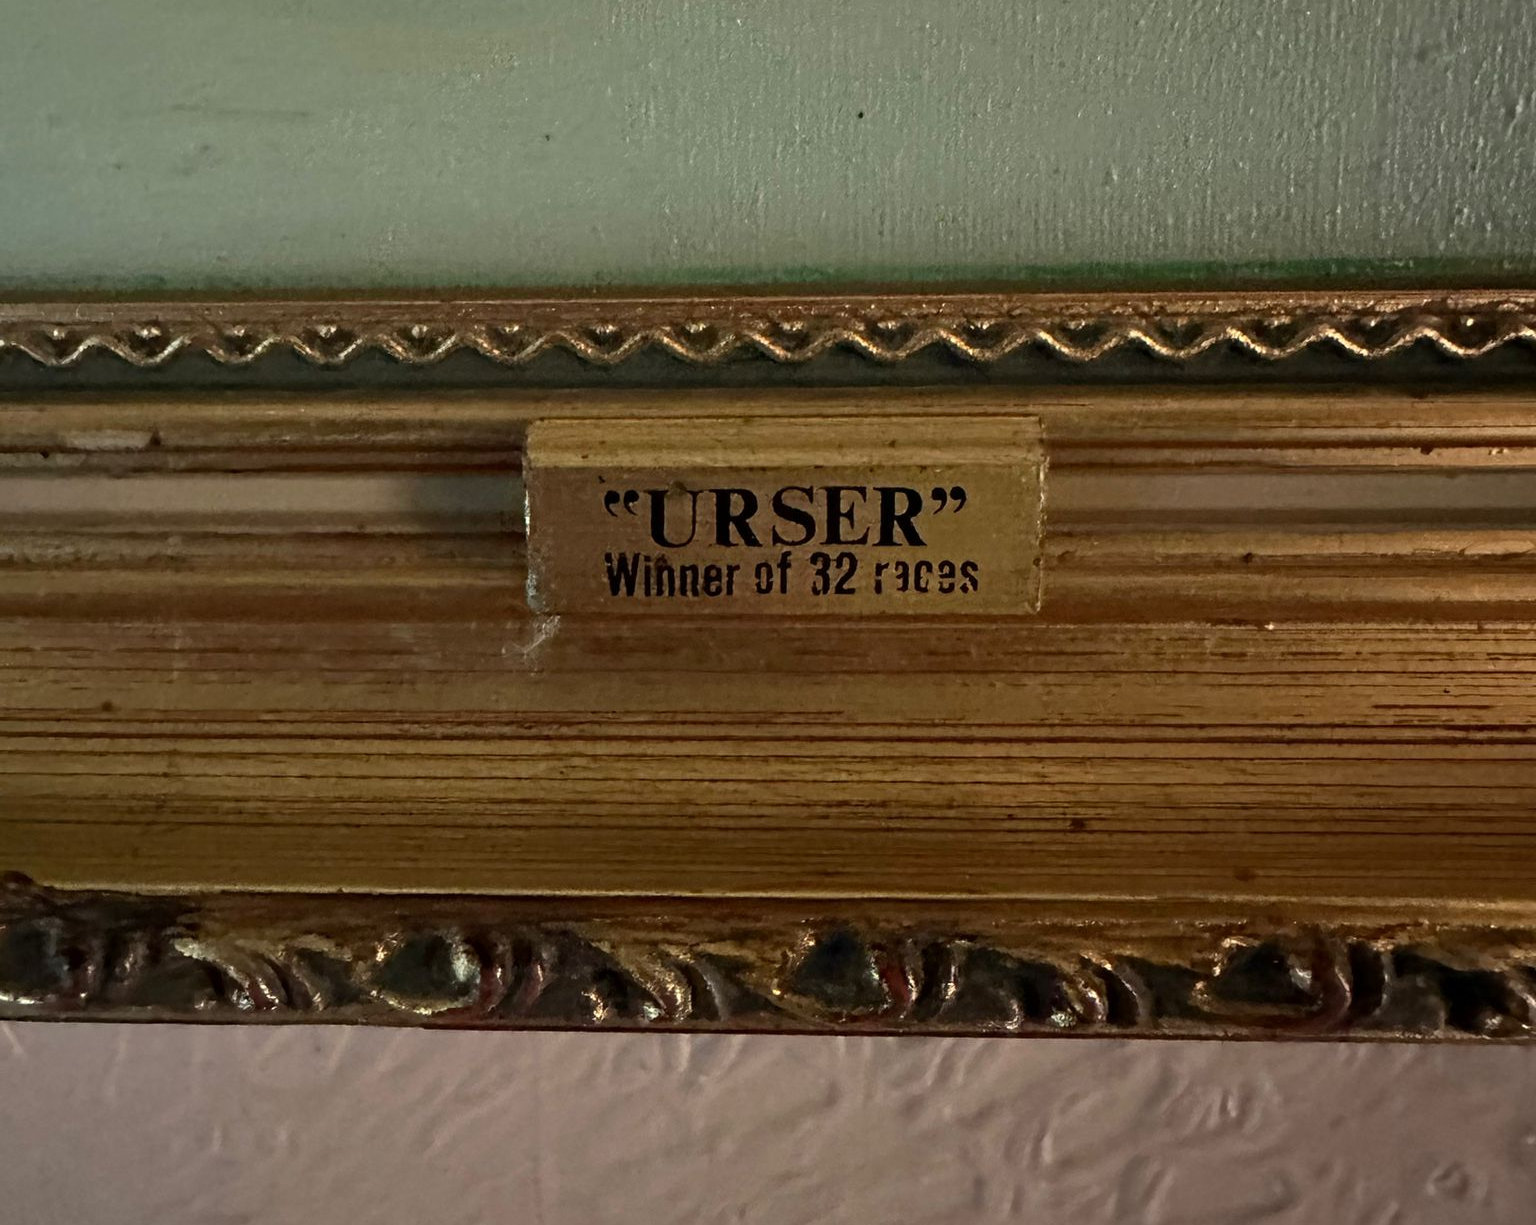 “URSER”
Winner of 32 races